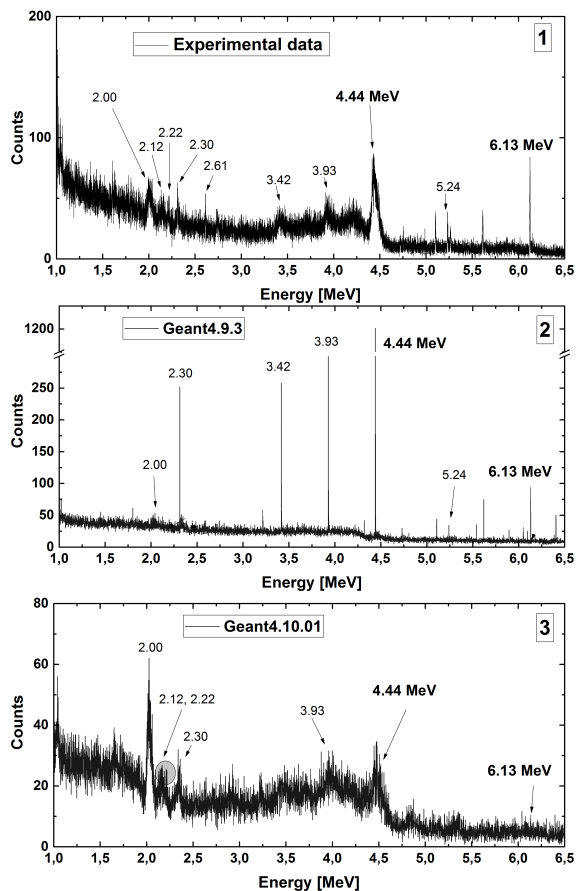 200
1
Experimental data
2.00
2.12
2.22
2.30
2.61
3.42
3.93
4.44 MeV
5.24
6.13 MeV
100
0
Counts
1,0 1,5 2,0 2,5 3,0 3,5 4,0 4,5 5,0 5,5 6,0 6,5
Energy [MeV]
2
Geant4.9.3
1200
250
200
150
100
50
0
Counts
2.00
2.30
3.42
3.93
4.44 MeV
5.24
6.13 MeV
1,0 1,5 2,0 2,5 3,0 3,5 4,0 4,5 5,0 5,5 6,0 6,5
Energy [MeV]
3
Geant4.10.01
80
60
40
20
0
Counts
2.00
2.12, 2.22
2.30
3.93
4.44 MeV
6.13 MeV
1,0 1,5 2,0 2,5 3,0 3,5 4,0 4,5 5,0 5,5 6,0 6,5
Energy [MeV]